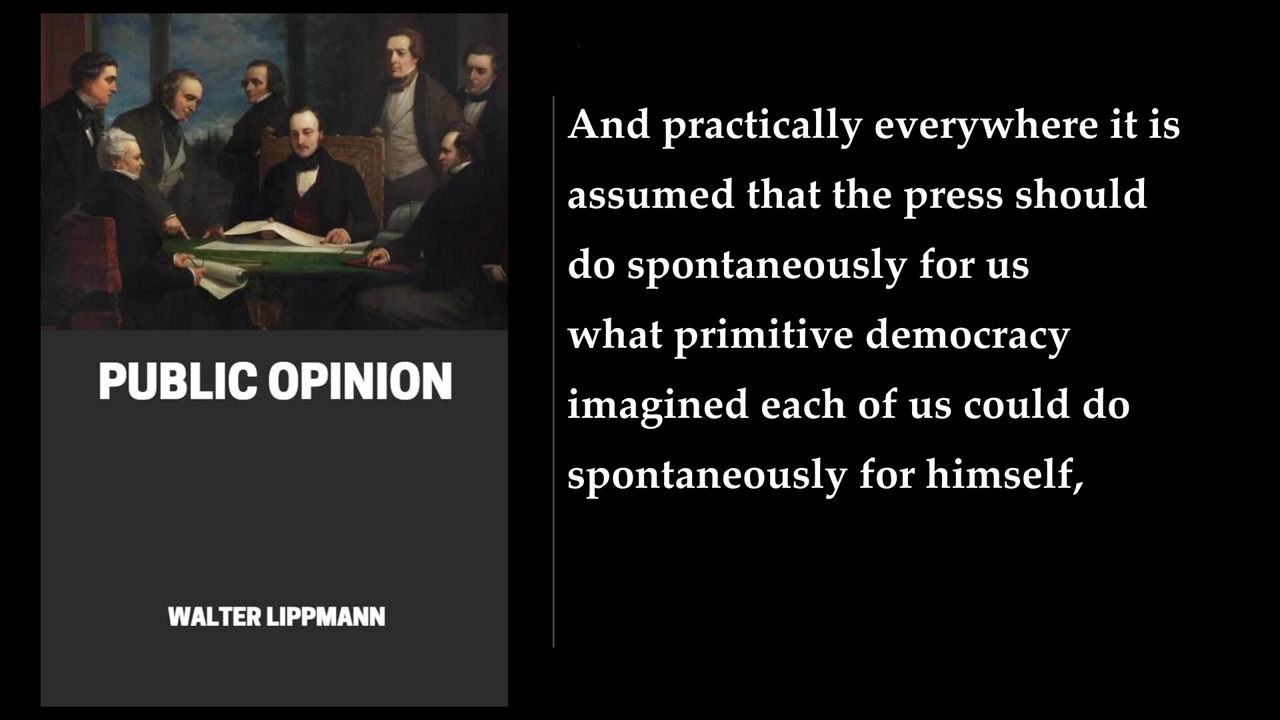 PUBLIC OPINION
WALTER LIPPMANN
And practically everywhere it is
assumed that the press should
do spontaneously for us
what primitive democracy
imagined each of us could do
spontaneously for himself,